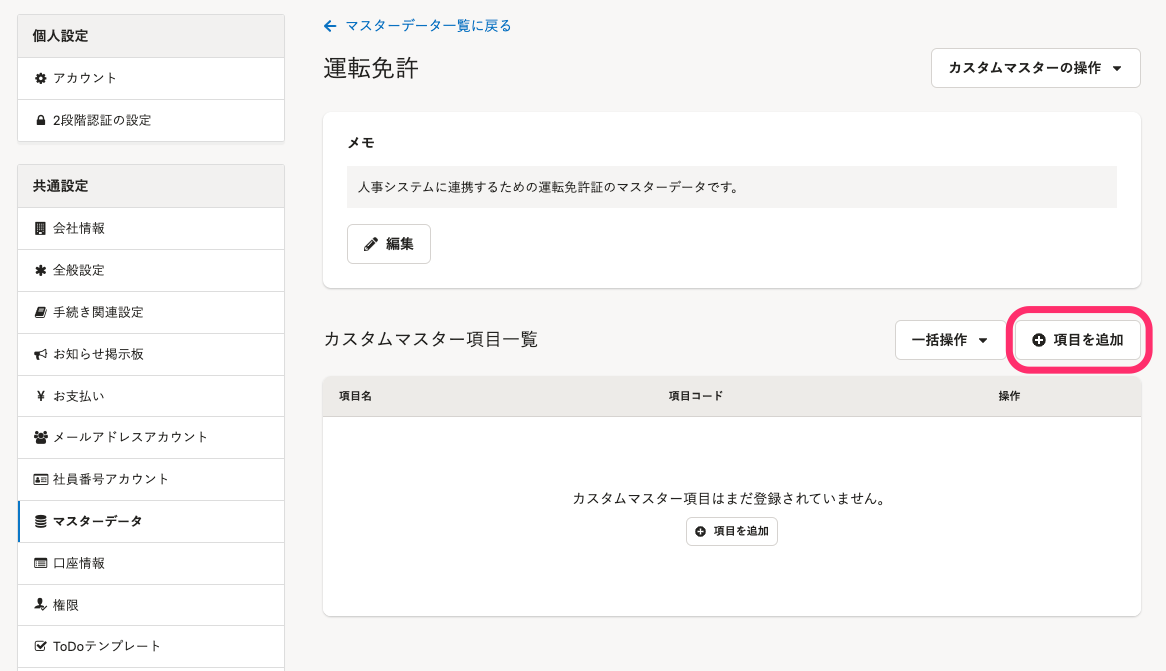 個人設定
アカウント
2段階認証の設定
共通設定
会社情報
全般設定
手続き関連設定
お知らせ掲示板
お支払い
メールアドレスアカウント
社員番号アカウント
マスターデータ
口座情報
権限
ToDoテンプレート
マスターデータ一覧に戻る
運転免許
カスタムマスターの操作
メモ
人事システムに連携するための運転免許証のマスターデータです。
編集
カスタムマスター項目一覧
一括操作
項目を追加
項目名 項目コード 操作
カスタムマスター項目はまだ登録されていません。
項目を追加